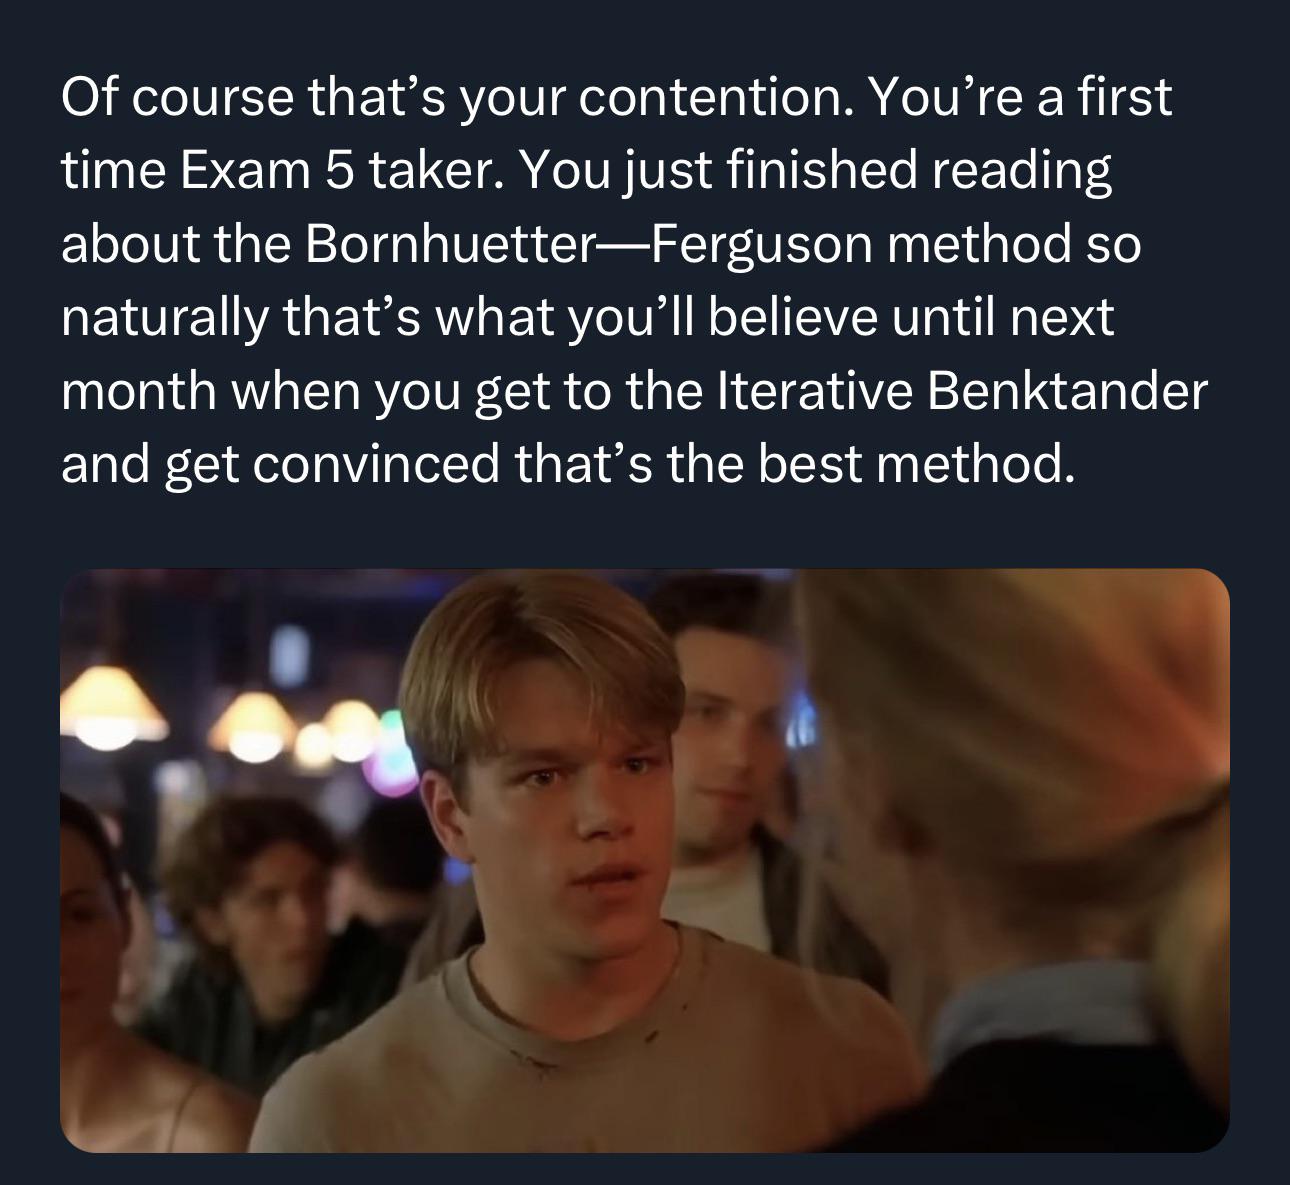 Of course that’s your contention. You’re a first
time Exam 5 taker. You just finished reading
about the Bornhuetter—Ferguson method so
naturally that’s what you’ll believe until next
month when you get to the Iterative Benktander
and get convinced that’s the best method.